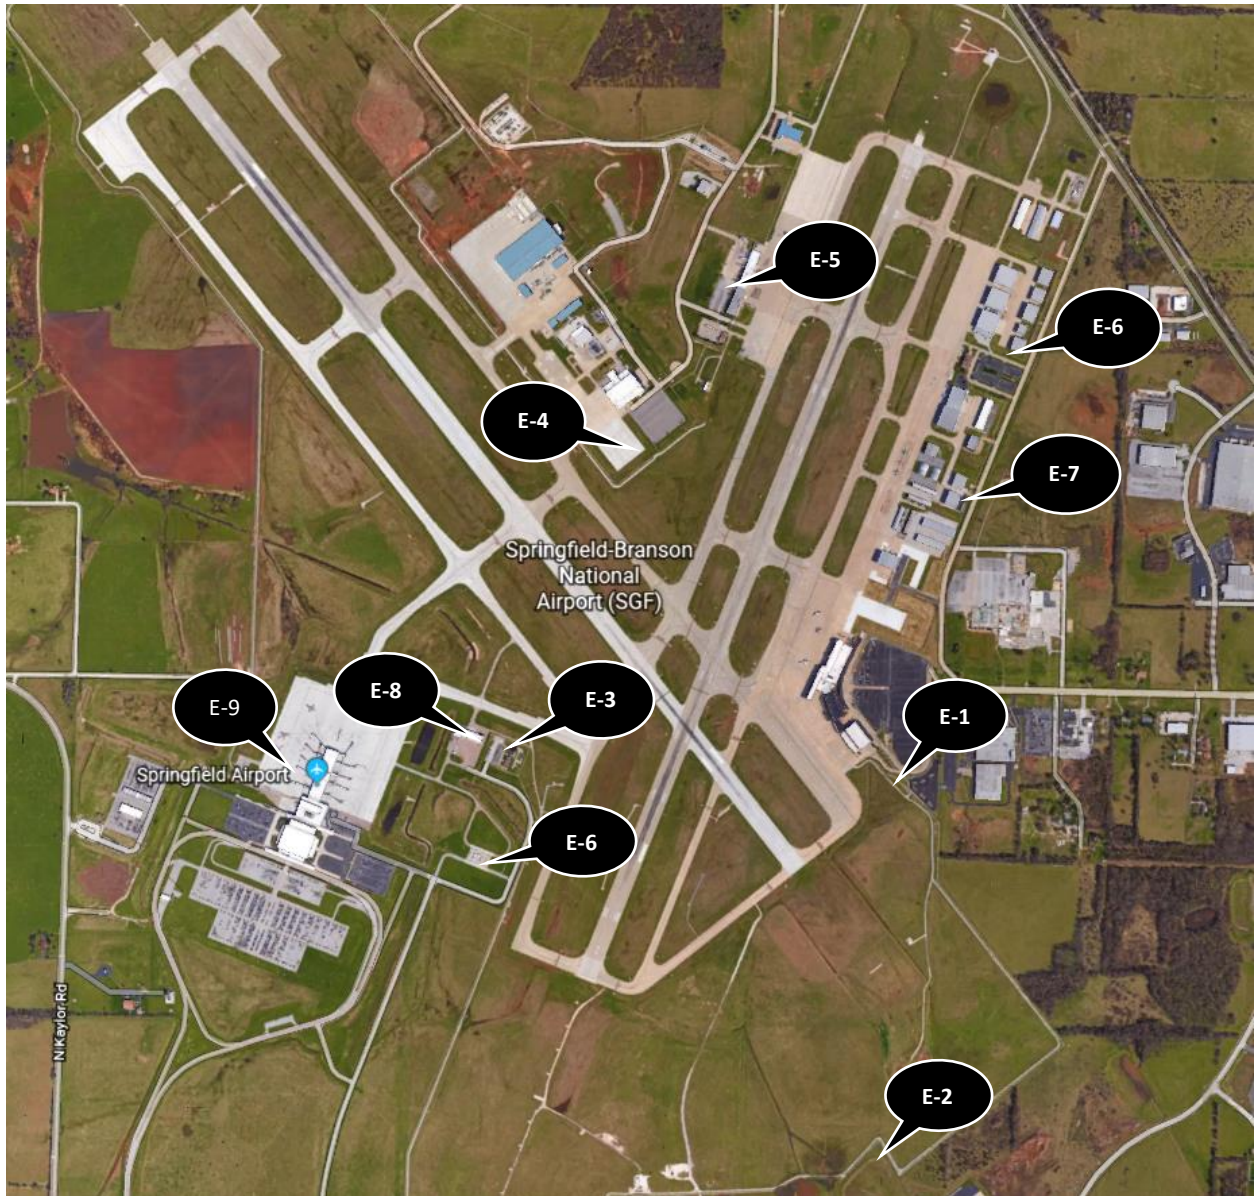 E-5
E-6
E-4
E-7
Springfield-Branson
National
Airport (SGF)
E-8
E-3
E-9
E-1
Springfield Airport
E-6
N Kaylor Rd
E-2